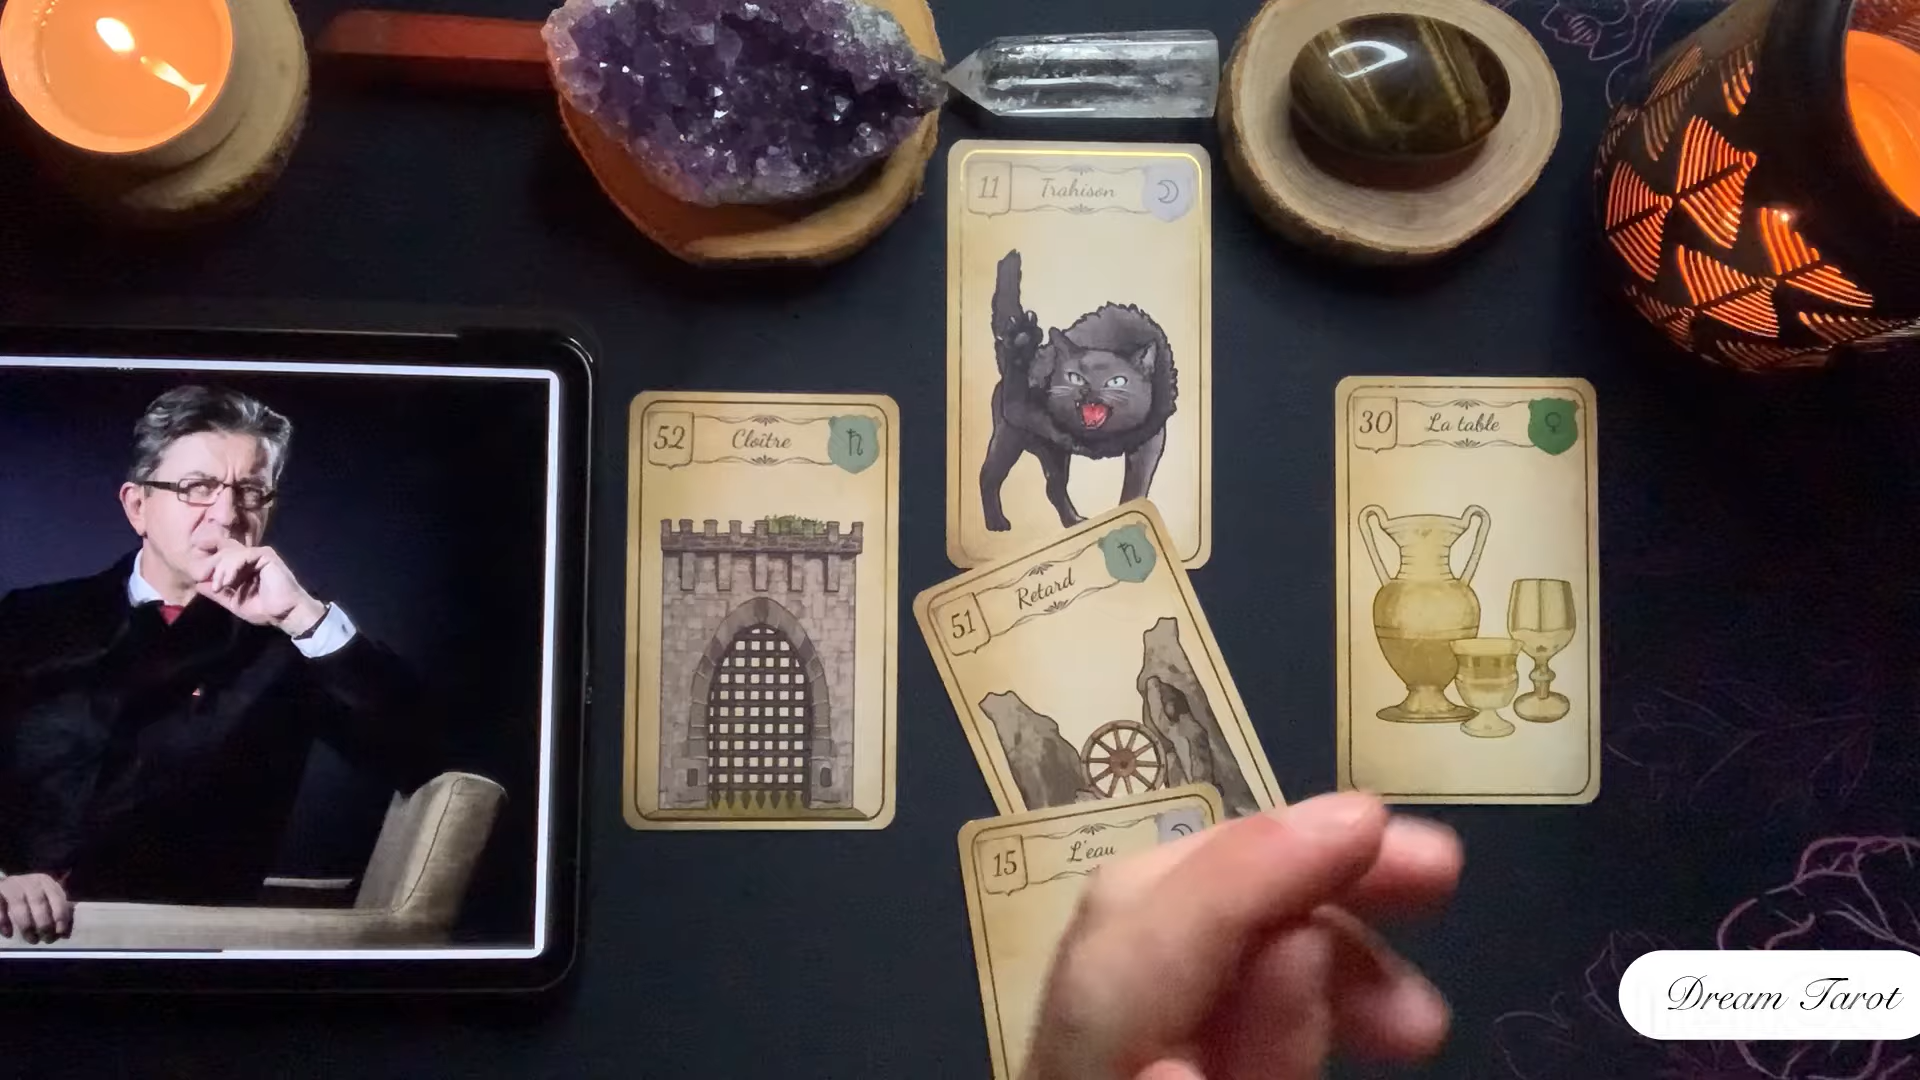 11 Trahison
52 Cloître
30 La table
51 Retard
15 L'eau
Dream Tarot